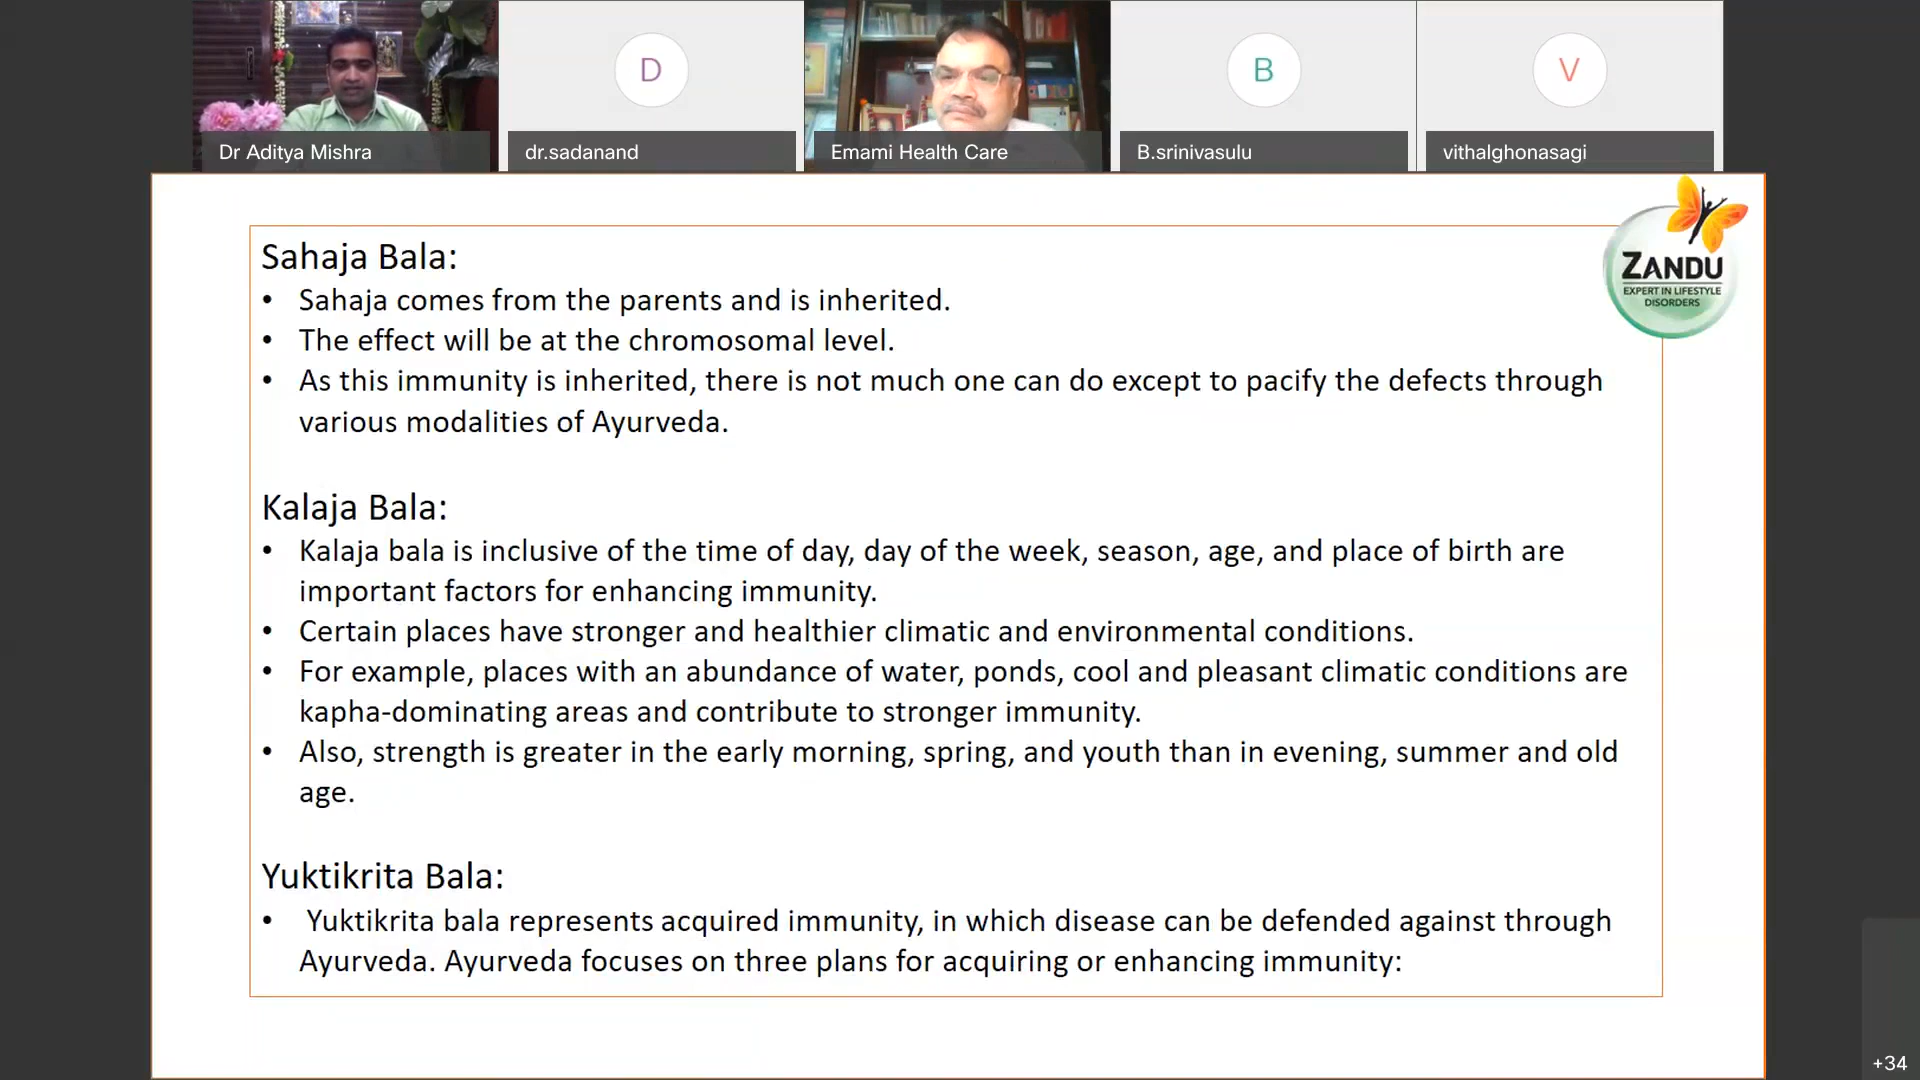 D
B
V
Dr Aditya Mishra
dr.sadanand
Emami Health Care
B.srinivasulu
vithalghonasagi
ZANDU
EXPERT IN LIFESTYLE
DISORDERS
Sahaja Bala:
• Sahaja comes from the parents and is inherited.
• The effect will be at the chromosomal level.
• As this immunity is inherited, there is not much one can do except to pacify the defects through
various modalities of Ayurveda.
Kalaja Bala:
• Kalaja bala is inclusive of the time of day, day of the week, season, age, and place of birth are
important factors for enhancing immunity.
• Certain places have stronger and healthier climatic and environmental conditions.
• For example, places with an abundance of water, ponds, cool and pleasant climatic conditions are
kapha-dominating areas and contribute to stronger immunity.
• Also, strength is greater in the early morning, spring, and youth than in evening, summer and old
age.
Yuktikrita Bala:
• Yuktikrita bala represents acquired immunity, in which disease can be defended against through
Ayurveda. Ayurveda focuses on three plans for acquiring or enhancing immunity:
+34